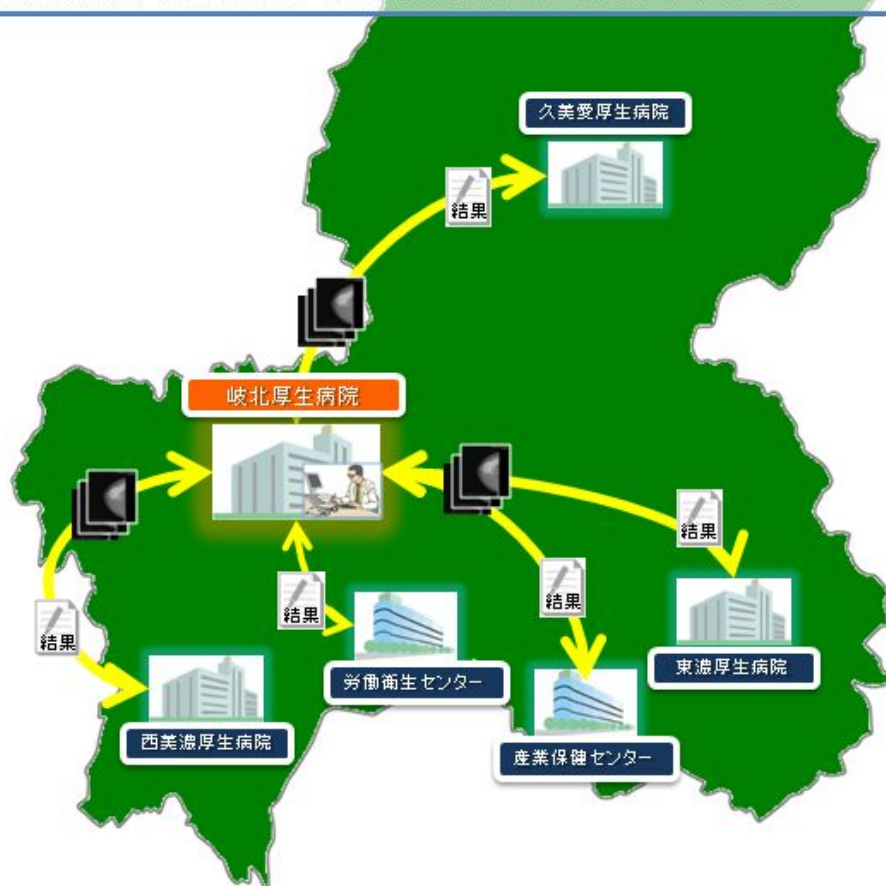 久美愛厚生病院
結果
岐北厚生病院
結果
結果
結果
結果
東濃厚生病院
労働衛生センター
西美濃厚生病院
産業保健センター